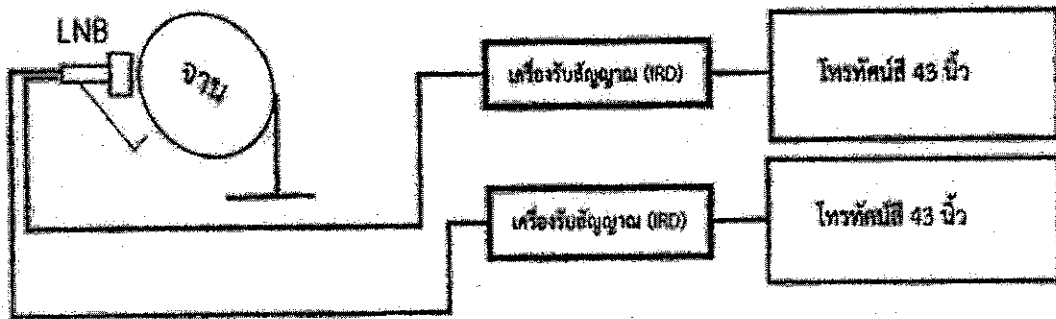 LNB
จาน
เครื่องรับสัญญาณ (IRD)
โทรทัศน์สี 43 นิ้ว
เครื่องรับสัญญาณ (IRD)
โทรทัศน์สี 43 นิ้ว